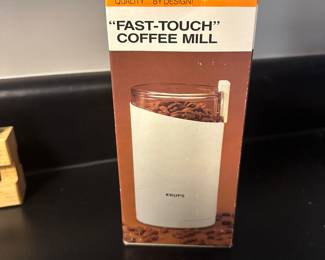 QUALITY... BY DESIGN!
"FAST-TOUCH"
COFFEE MILL
KRUPS